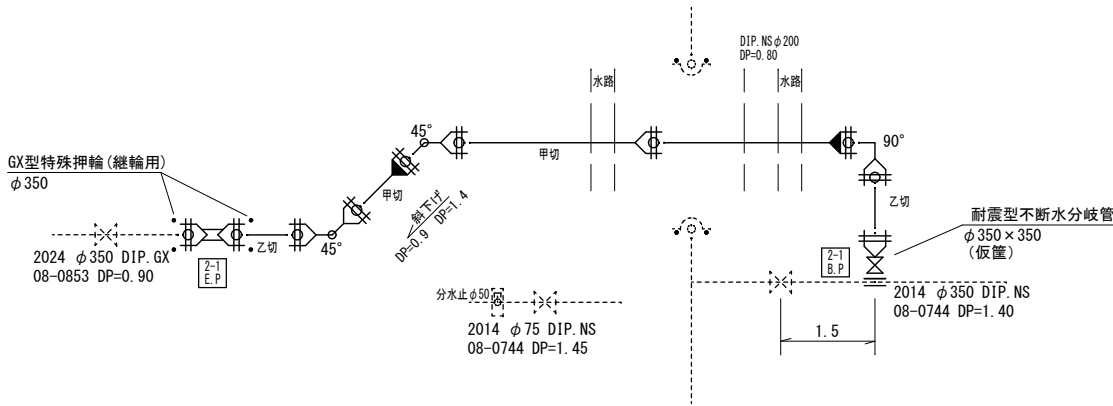 DIP.NSφ200
DP=0.80
水路
水路
45°
90°
GX型特殊押輪(継輪用)
φ350
甲切
甲切
斜下げ
DP=0.9 DP=1.4
乙切
乙切
45°
耐震型不断水分岐管
φ350×350
(仮筐)
2024 φ350 DIP.GX
08-0853 DP=0.90
2-1
E.P
2-1
B.P
分水止φ50
2014 φ75 DIP.NS
08-0744 DP=1.45
2014 φ350 DIP.NS
08-0744 DP=1.40
1.5